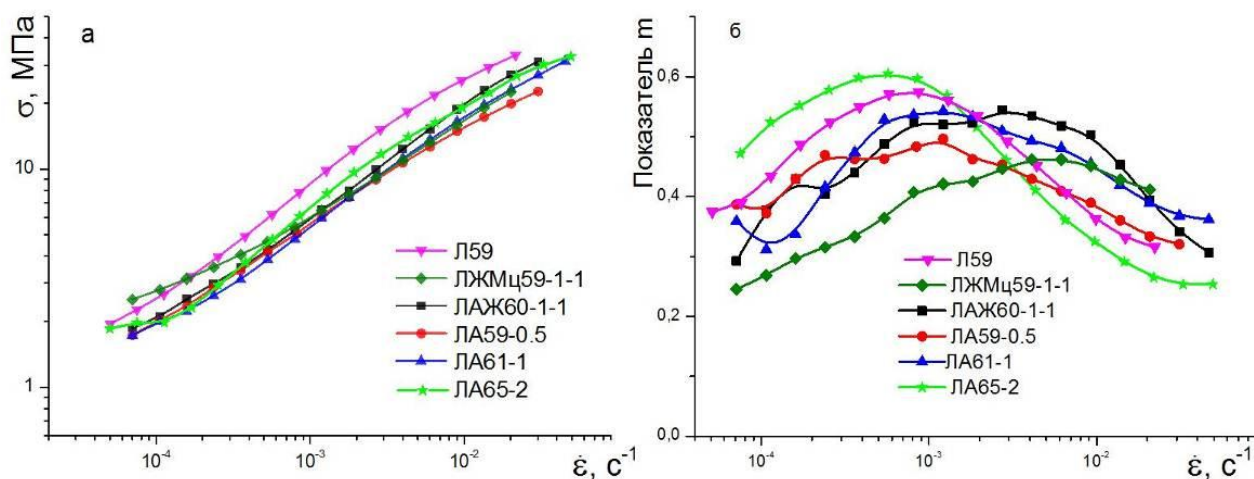 а
σ, МПа
10
1
Л59
ЛЖМц59-1-1
ЛАЖ60-1-1
ЛА59-0.5
ЛА61-1
ЛА65-2
10⁻⁴
10⁻³
10⁻²
ε̇, с⁻¹
б
Показатель m
0,6
0,4
0,2
0,0
Л59
ЛЖМц59-1-1
ЛАЖ60-1-1
ЛА59-0.5
ЛА61-1
ЛА65-2
10⁻⁴
10⁻³
10⁻²
ε̇, с⁻¹